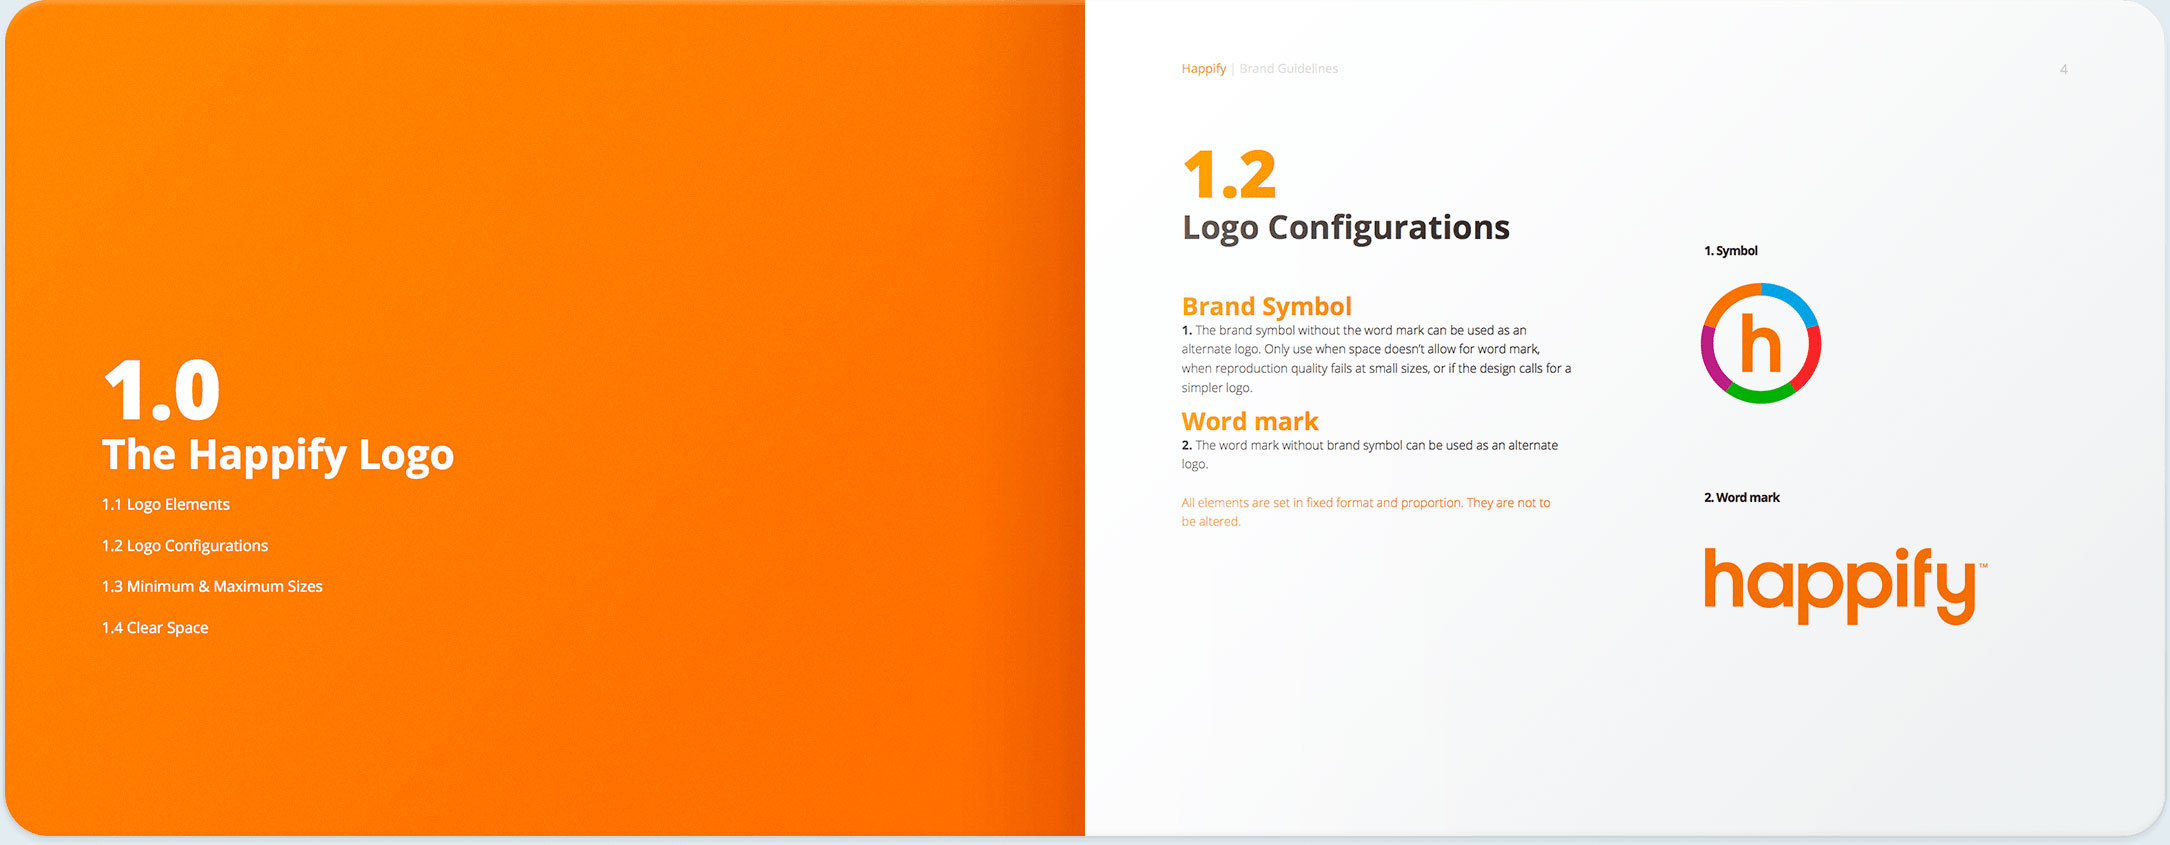 1.0
The Happify Logo
1.1 Logo Elements
1.2 Logo Configurations
1.3 Minimum & Maximum Sizes
1.4 Clear Space
Happify | Brand Guidelines
4
1.2
Logo Configurations
Brand Symbol
1. The brand symbol without the word mark can be used as an
alternate logo. Only use when space doesn’t allow for word mark,
when reproduction quality fails at small sizes, or if the design calls for a
simpler logo.
Word mark
2. The word mark without brand symbol can be used as an alternate
logo.
All elements are set in fixed format and proportion. They are not to
be altered.
1. Symbol
h
2. Word mark
happify™